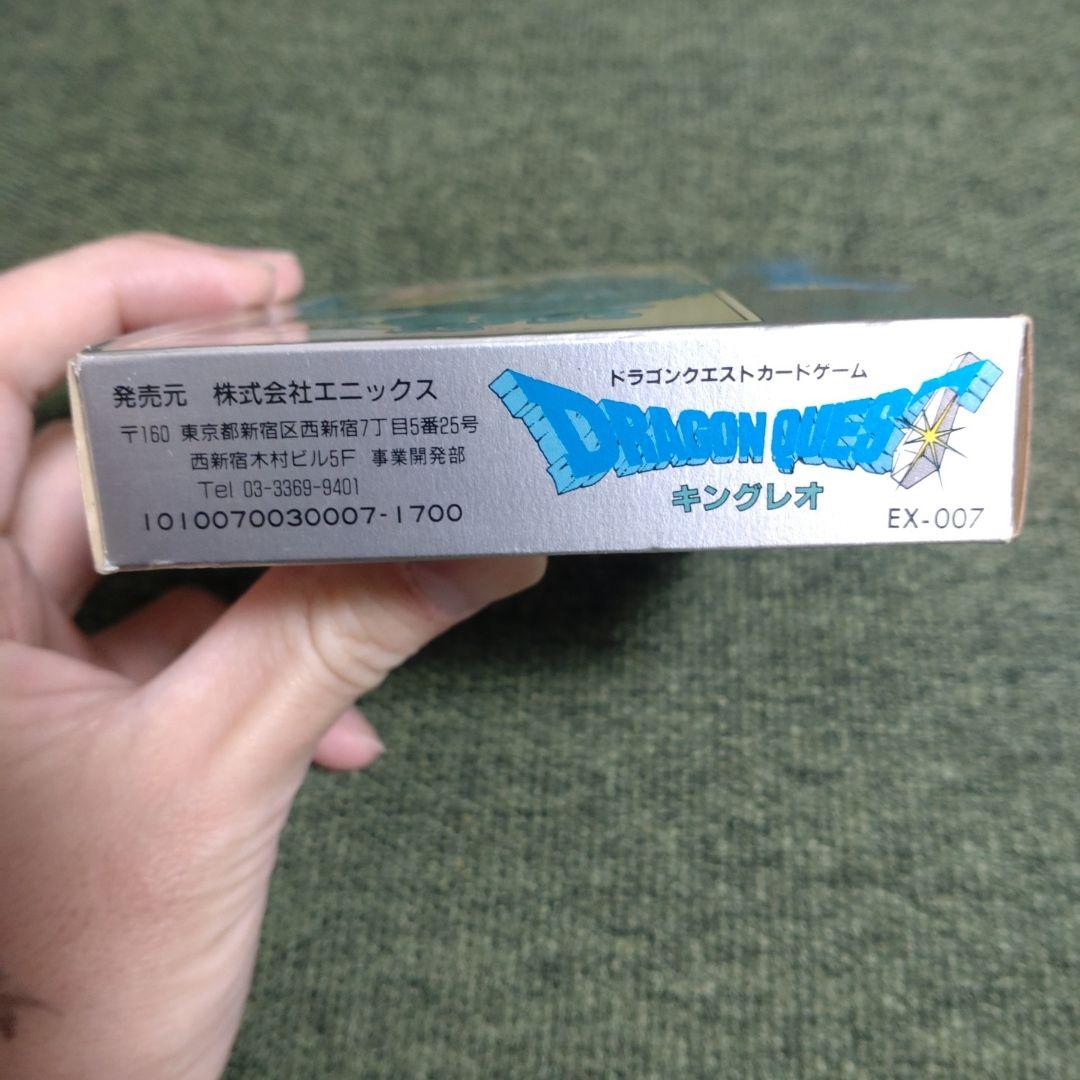 発売元 株式会社エニックス
〒160 東京都新宿区西新宿7丁目5番25号
西新宿木村ビル5F 事業開発部
Tel 03-3369-9401
1010070030007-1700
ドラゴンクエストカードゲーム
DRAGON QUEST
キングレオ
EX-007